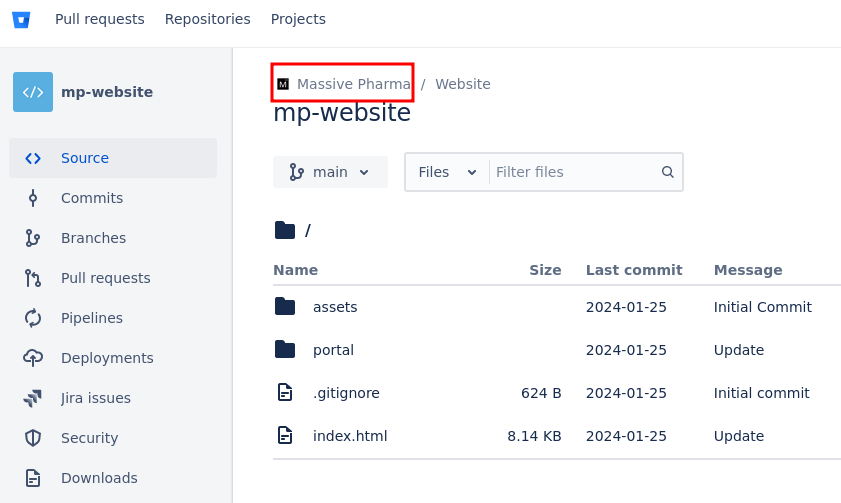 Pull requests Repositories Projects
</> mp-website
M Massive Pharma / Website
mp-website
Source
Commits
Branches
Pull requests
Pipelines
Deployments
Jira issues
Security
Downloads
main Files Filter files
/
Name Size Last commit Message
assets 2024-01-25 Initial Commit
portal 2024-01-25 Update
.gitignore 624 B 2024-01-25 Initial commit
index.html 8.14 KB 2024-01-25 Update